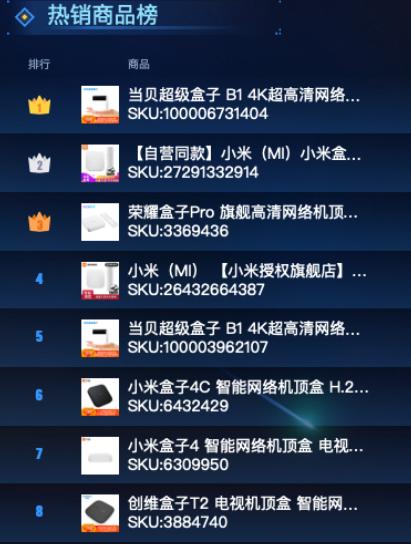 热销商品榜
排行 商品
1
当贝超级盒子 B1 4K超高清网络...
SKU:100006731404
2
【自营同款】小米（MI）小米盒...
SKU:27291332914
3
荣耀盒子Pro 旗舰高清网络机顶...
SKU:3369436
4
小米（MI） 【小米授权旗舰店】...
SKU:26432664387
5
当贝超级盒子 B1 4K超高清网络...
SKU:100003962107
6
小米盒子4C 智能网络机顶盒 H.2...
SKU:6432429
7
小米盒子4 智能网络机顶盒 电视...
SKU:6309950
8
创维盒子T2 电视机顶盒 智能网...
SKU:3884740